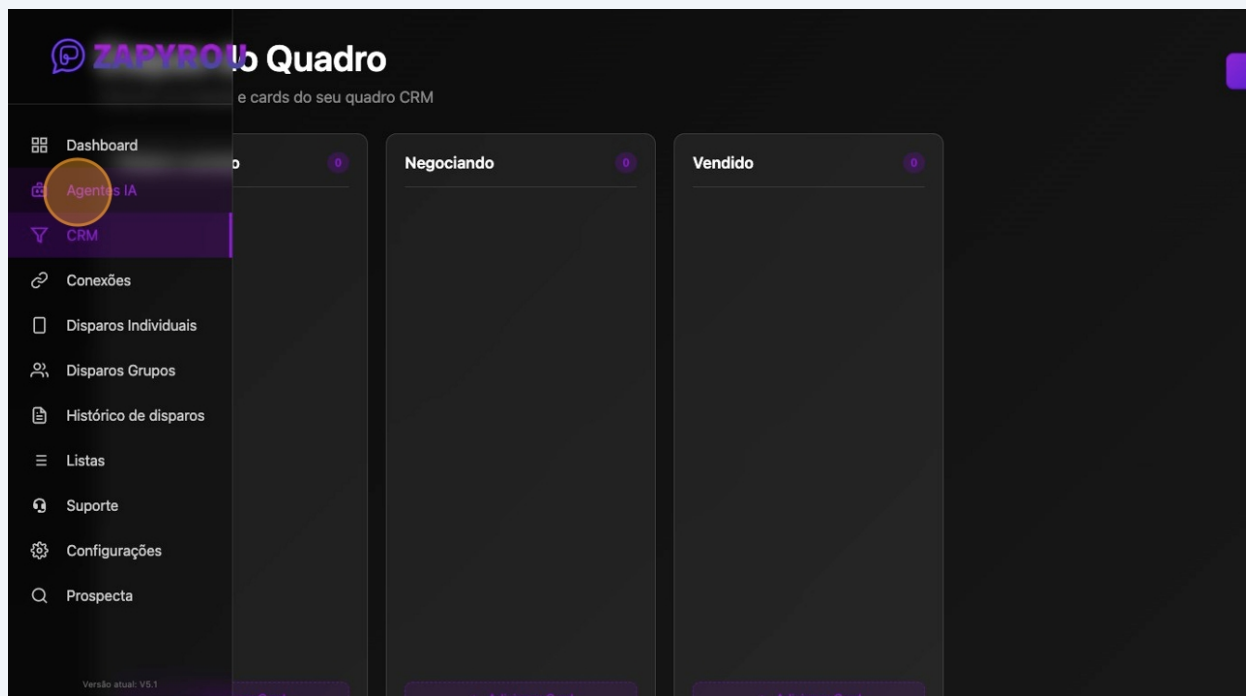 ZAPYROU
lo Quadro
e cards do seu quadro CRM
Dashboard
Agentes IA
CRM
Conexões
Disparos Individuais
Disparos Grupos
Histórico de disparos
Listas
Suporte
Configurações
Prospecta
Versão atual: V5.1
o 0
Negociando 0
Vendido 0